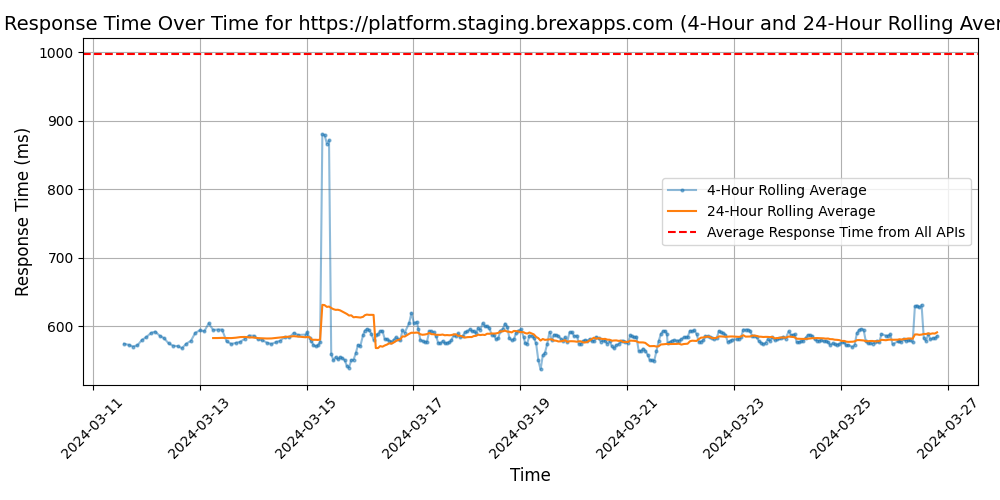 Response Time Over Time for https://platform.staging.brexapps.com (4-Hour and 24-Hour Rolling Aver
1000
900
800
700
600
Response Time (ms)
4-Hour Rolling Average
24-Hour Rolling Average
Average Response Time from All APIs
2024-03-11
2024-03-13
2024-03-15
2024-03-17
2024-03-19
2024-03-21
2024-03-23
2024-03-25
2024-03-27
Time